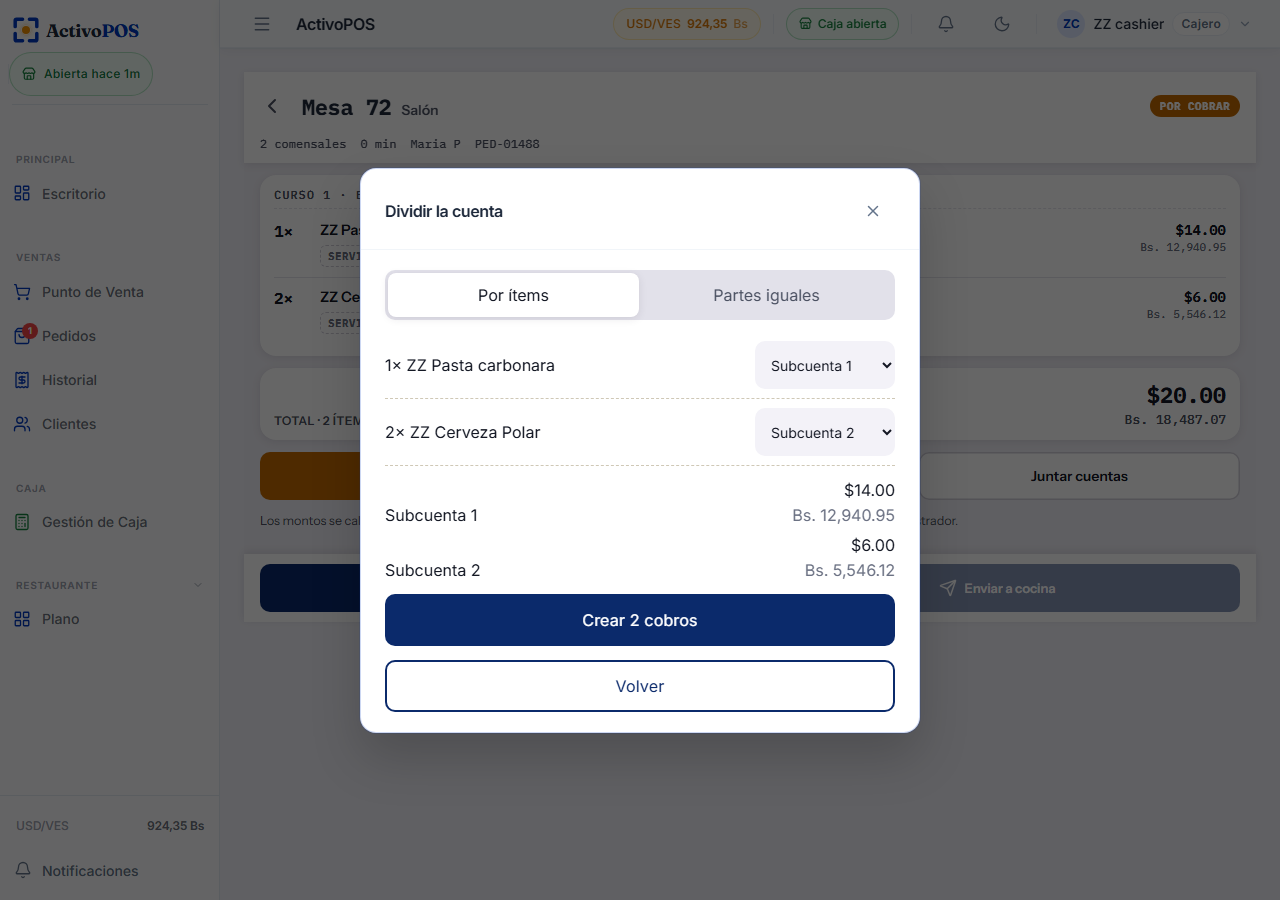 ActivoPOS
Abierta hace 1m
PRINCIPAL
Escritorio
VENTAS
Punto de Venta
1
Pedidos
Historial
Clientes
CAJA
Gestión de Caja
RESTAURANTE
Plano
USD/VES 924,35 Bs
Notificaciones
ActivoPOS
USD/VES 924,35 Bs
Caja abierta
ZC ZZ cashier Cajero
Mesa 72 Salón
POR COBRAR
2 comensales 0 min Maria P PED-01488
CURSO 1 ·
1×
$14.00
Bs. 12,940.95
2×
$6.00
Bs. 5,546.12
TOTAL · 2
$20.00
Bs. 18,487.07
Juntar cuentas
Los montos se
Enviar a cocina
Dividir la cuenta
Por ítems Partes iguales
1× ZZ Pasta carbonara Subcuenta 1
2× ZZ Cerveza Polar Subcuenta 2
$14.00
Subcuenta 1 Bs. 12,940.95
$6.00
Subcuenta 2 Bs. 5,546.12
Crear 2 cobros
Volver